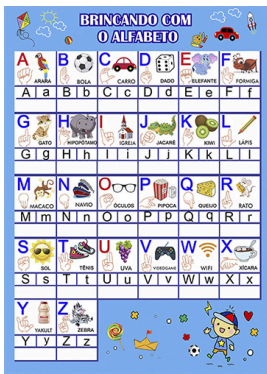 BRINCANDO COM
O ALFABETO
A B C D E F
ARARA BOLA CARRO DADO ELEFANTE FORMIGA
A a B b C c D d E e F f
G H I J K L
GATO HIPOPÓTAMO IGREJA JACARÉ KIWI LÁPIS
G g H h I i J j K k L l
M N O P Q R
MACACO NAVIO ÓCULOS PIPOCA QUEIJO RATO
M m N n O o P p Q q R r
S T U V W X
SOL TÊNIS UVA VIDEOGAME WIFI XÍCARA
S s T t U u V v W w X x
Y Z
YAKULT ZEBRA
Y y Z z